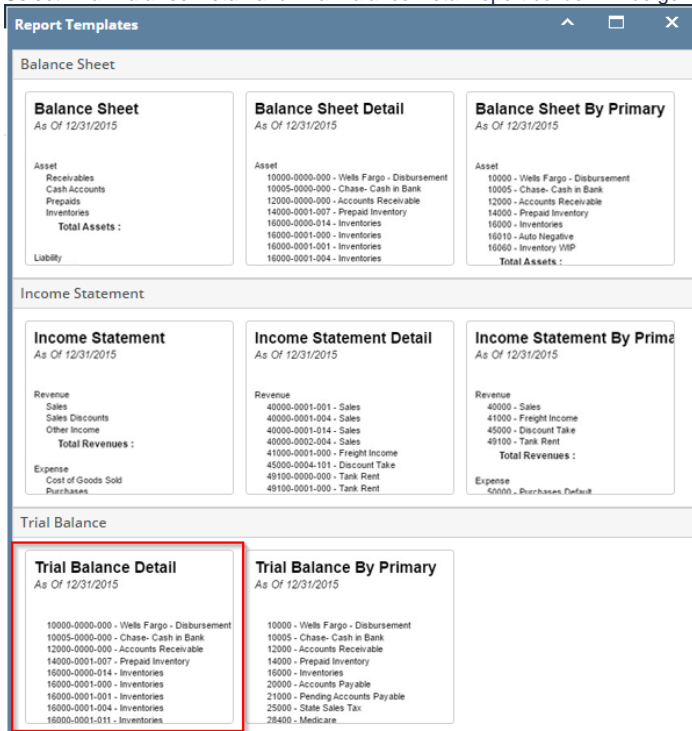 Report Templates
Balance Sheet
Balance Sheet
As Of 12/31/2015
Asset
Receivables
Cash Accounts
Prepaids
Inventories
Total Assets :
Liability
Balance Sheet Detail
As Of 12/31/2015
Asset
10000-0000-000 - Wells Fargo - Disbursement
10005-0000-000 - Chase- Cash in Bank
12000-0000-000 - Accounts Receivable
14000-0001-007 - Prepaid Inventory
16000-0000-014 - Inventories
16000-0001-000 - Inventories
16000-0001-001 - Inventories
16000-0001-004 - Inventories
Balance Sheet By Primary
As Of 12/31/2015
Asset
10000 - Wells Fargo - Disbursement
10005 - Chase- Cash in Bank
12000 - Accounts Receivable
14000 - Prepaid Inventory
16000 - Inventories
16010 - Auto Negative
16060 - Inventory WIP
Total Assets :
Income Statement
Income Statement
As Of 12/31/2015
Revenue
Sales
Sales Discounts
Other Income
Total Revenues :
Expense
Cost of Goods Sold
Purchases
Income Statement Detail
As Of 12/31/2015
Revenue
40000-0001-001 - Sales
40000-0001-004 - Sales
40000-0001-014 - Sales
40000-0002-004 - Sales
41000-0001-000 - Freight Income
45000-0004-101 - Discount Take
49100-0000-000 - Tank Rent
49100-0001-000 - Tank Rent
Income Statement By Prima
As Of 12/31/2015
Revenue
40000 - Sales
41000 - Freight Income
45000 - Discount Take
49100 - Tank Rent
Total Revenues :
Expense
50000 - Purchases Default
Trial Balance
Trial Balance Detail
As Of 12/31/2015
10000-0000-000 - Wells Fargo - Disbursement
10005-0000-000 - Chase- Cash in Bank
12000-0000-000 - Accounts Receivable
14000-0001-007 - Prepaid Inventory
16000-0000-014 - Inventories
16000-0001-000 - Inventories
16000-0001-001 - Inventories
16000-0001-004 - Inventories
16000-0001-011 - Inventories
Trial Balance By Primary
As Of 12/31/2015
10000 - Wells Fargo - Disbursement
10005 - Chase- Cash in Bank
12000 - Accounts Receivable
14000 - Prepaid Inventory
16000 - Inventories
20000 - Accounts Payable
21000 - Pending Accounts Payable
25000 - State Sales Tax
28400 - Medicare